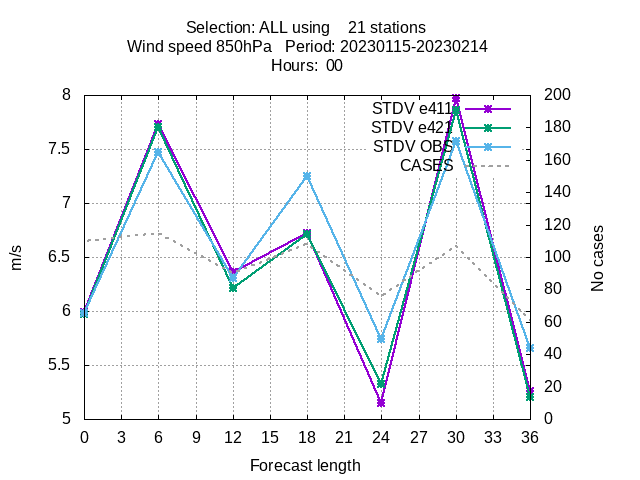 Selection: ALL using 21 stations
Wind speed 850hPa Period: 20230115-20230214
Hours: 00
8
7.5
7
6.5
6
5.5
5
m/s
STDV e411
STDV e421
STDV OBS
CASES
200
180
160
140
120
100
80
60
40
20
0
No cases
0 3 6 9 12 15 18 21 24 27 30 33 36
Forecast length